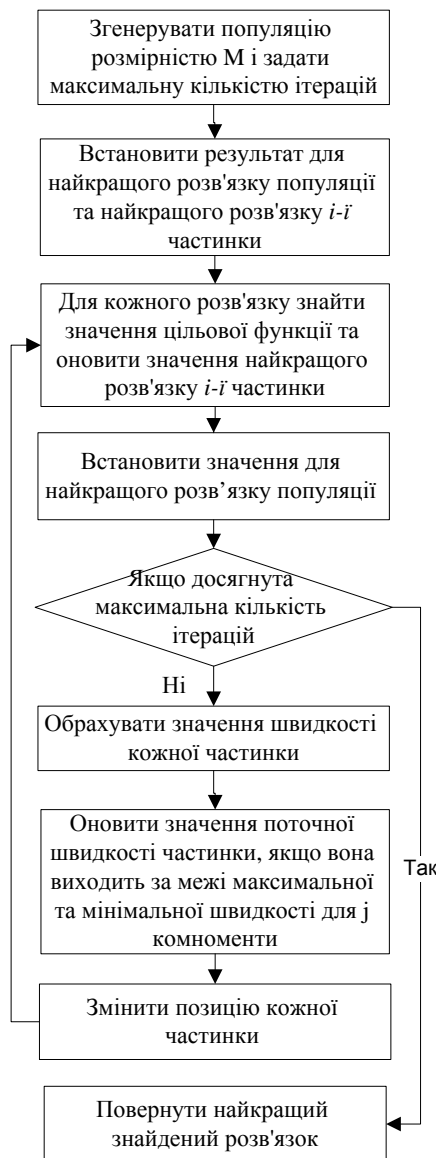 Згенерувати популяцію
розмірністю М і задати
максимальну кількістю ітерацій
Встановити результат для
найкращого розв'язку популяції
та найкращого розв'язку i-ї
частинки
Для кожного розв'язку знайти
значення цільової функції та
оновити значення найкращого
розв'язку i-ї частинки
Встановити значення для
найкращого розв’язку популяції
Якщо досягнута
максимальна кількість
ітерацій
Ні
Обрахувати значення швидкості
кожної частинки
Оновити значення поточної
швидкості частинки, якщо вона
виходить за межі максимальної
та мінімальної швидкості для j
комноменти
Так
Змінити позицію кожної
частинки
Повернути найкращий
знайдений розв'язок